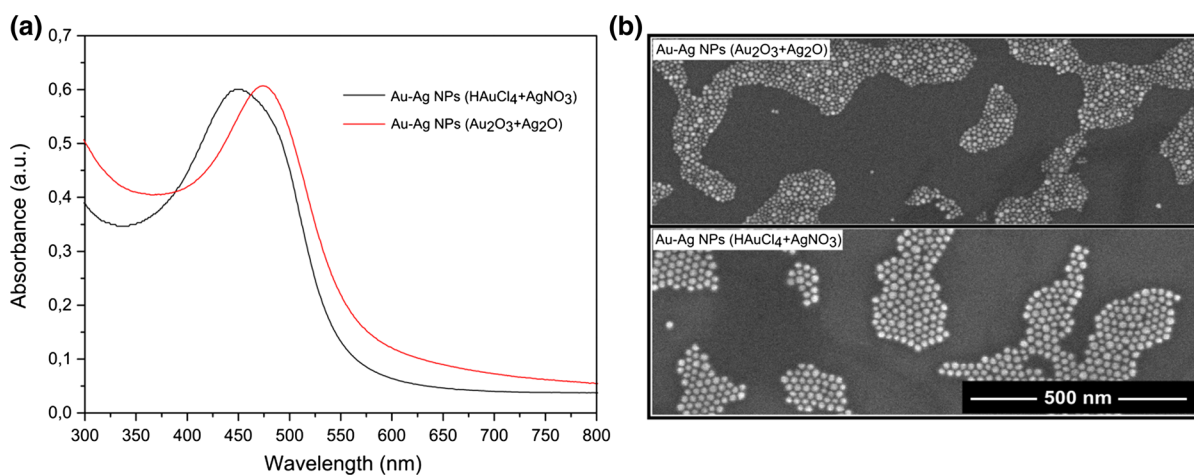 (a)
0,7
0,6
0,5
0,4
0,3
0,2
0,1
0,0
Absorbance (a.u.)
Au-Ag NPs (HAuCl₄+AgNO₃)
Au-Ag NPs (Au₂O₃+Ag₂O)
300 350 400 450 500 550 600 650 700 750 800
Wavelength (nm)
(b)
Au-Ag NPs (Au₂O₃+Ag₂O)
Au-Ag NPs (HAuCl₄+AgNO₃)
500 nm